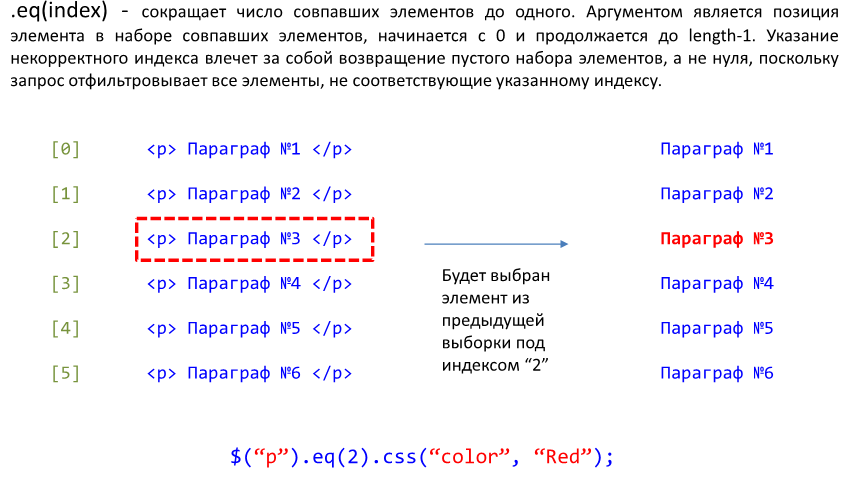 .eq(index) - сокращает число совпавших элементов до одного. Аргументом является позиция
элемента в наборе совпавших элементов, начинается с 0 и продолжается до length-1. Указание
некорректного индекса влечет за собой возвращение пустого набора элементов, а не нуля, поскольку
запрос отфильтровывает все элементы, не соответствующие указанному индексу.
[0] <p> Параграф №1 </p> Параграф №1
[1] <p> Параграф №2 </p> Параграф №2
[2] <p> Параграф №3 </p> Параграф №3
[3] <p> Параграф №4 </p> Параграф №4
[4] <p> Параграф №5 </p> Параграф №5
[5] <p> Параграф №6 </p> Параграф №6
Будет выбран
элемент из
предыдущей
выборки под
индексом “2”
$(“p”).eq(2).css(“color”, “Red”);